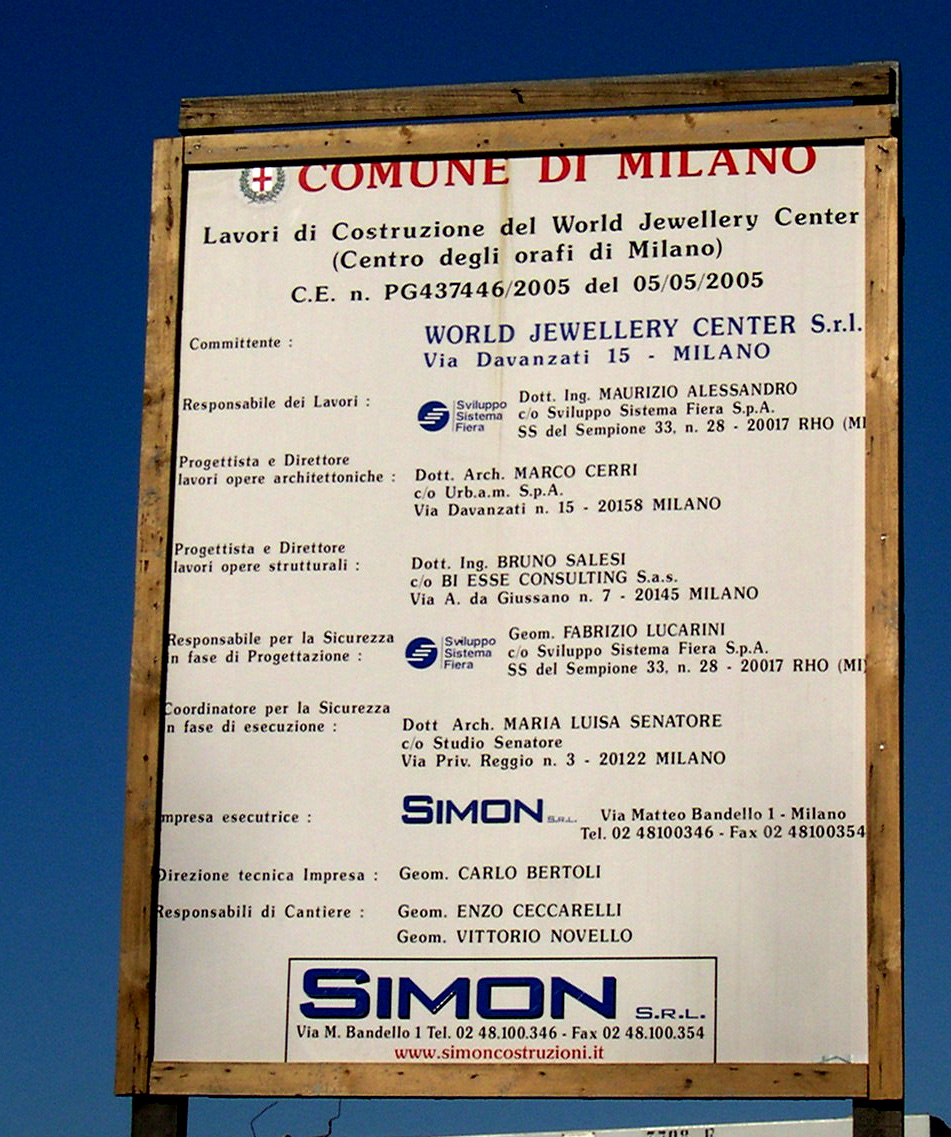 COMUNE DI MILANO
Lavori di Costruzione del World Jewellery Center
(Centro degli orafi di Milano)
C.E. n. PG437446/2005 del 05/05/2005
Committente : WORLD JEWELLERY CENTER S.r.l.
Via Davanzati 15 - MILANO
Responsabile dei Lavori : Sviluppo Sistema Fiera Dott. Ing. MAURIZIO ALESSANDRO
c/o Sviluppo Sistema Fiera S.p.A.
SS del Sempione 33, n. 28 - 20017 RHO (MI
Progettista e Direttore
lavori opere architettoniche : Dott. Arch. MARCO CERRI
c/o Urb.a.m. S.p.A.
Via Davanzati n. 15 - 20158 MILANO
Progettista e Direttore
lavori opere strutturali : Dott. Ing. BRUNO SALESI
c/o BI ESSE CONSULTING S.a.s.
Via A. da Giussano n. 7 - 20145 MILANO
Responsabile per la Sicurezza
in fase di Progettazione : Sviluppo Sistema Fiera Geom. FABRIZIO LUCARINI
c/o Sviluppo Sistema Fiera S.p.A.
SS del Sempione 33, n. 28 - 20017 RHO (MI)
Coordinatore per la Sicurezza
n fase di esecuzione : Dott Arch. MARIA LUISA SENATORE
c/o Studio Senatore
Via Priv. Reggio n. 3 - 20122 MILANO
mpresa esecutrice : SIMON S.R.L. Via Matteo Bandello 1 - Milano
Tel. 02 48100346 - Fax 02 48100354
Direzione tecnica Impresa : Geom. CARLO BERTOLI
Responsabili di Cantiere : Geom. ENZO CECCARELLI
Geom. VITTORIO NOVELLO
SIMON S.R.L.
Via M. Bandello 1 Tel. 02 48.100.346 - Fax 02 48.100.354
www.simoncostruzioni.it